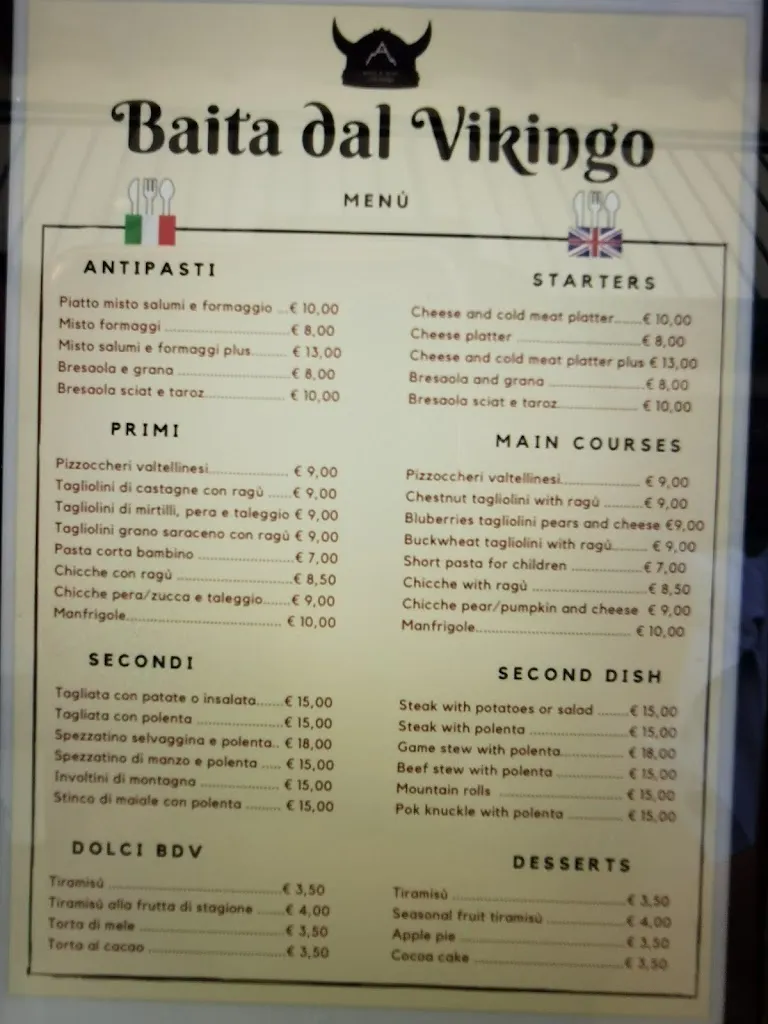 Baita dal Vikingo
MENÙ
ANTIPASTI
Piatto misto salumi e formaggio ...€ 10,00
Misto formaggi ........................ € 8,00
Misto salumi e formaggi plus......... € 13,00
Bresaola e grana ........................ € 8,00
Bresaola sciat e taroz................ € 10,00
PRIMI
Pizzoccheri valtellinesi................ € 9,00
Tagliolini di castagne con ragù ......€ 9,00
Tagliolini di mirtilli, pera e taleggio € 9,00
Tagliolini grano saraceno con ragù € 9,00
Pasta corta bambino ..................€ 7,00
Chicche con ragù .......................€ 8,50
Chicche pera/zucca e taleggio.......€ 9,00
Manfrigole............................... € 10,00
SECONDI
Tagliata con patate o insalata.......€ 15,00
Tagliata con polenta ..................€ 15,00
Spezzatino selvaggina e polenta.. € 18,00
Spezzatino di manzo e polenta ..... € 15,00
Involtini di montagna ................ € 15,00
Stinco di maiale con polenta ........ € 15,00
DOLCI BDV
Tiramisù ...................................€ 3,50
Tiramisù alla frutta di stagione ......€ 4,00
Torta di mele .............................€ 3,50
Torta al cacao ............................€ 3,50
STARTERS
Cheese and cold meat platter......€ 10,00
Cheese platter ..........................€ 8,00
Cheese and cold meat platter plus € 13,00
Bresaola and grana ....................€ 8,00
Bresaola sciat e taroz................. € 10,00
MAIN COURSES
Pizzoccheri valtellinesi................. € 9,00
Chestnut tagliolini with ragù .........€ 9,00
Bluberries tagliolini pears and cheese €9,00
Buckwheat tagliolini with ragù........ € 9,00
Short pasta for children ...............€ 7,00
Chicche with ragù .......................€ 8,50
Chicche pear/pumpkin and cheese € 9,00
Manfrigole............................... € 10,00
SECOND DISH
Steak with potatoes or salad .......€ 15,00
Steak with polenta .....................€ 15,00
Game stew with polenta............... € 18,00
Beef stew with polenta ................€ 15,00
Mountain rolls ........................... € 15,00
Pok knuckle with polenta ............. € 15,00
DESSERTS
Tiramisù ...................................€ 3,50
Seasonal fruit tiramisù .................€ 4,00
Apple pie .................................€ 3,50
Cocoa cake ...............................€ 3,50